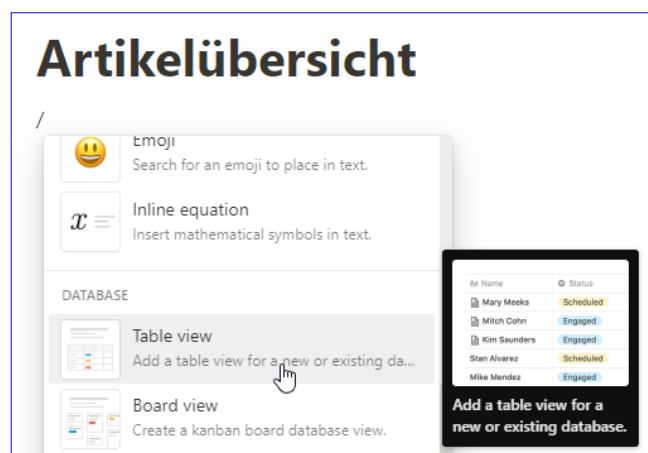 Artikelübersicht
/
Emoji
Search for an emoji to place in text.
x
Inline equation
Insert mathematical symbols in text.
DATABASE
Table view
Add a table view for a new or existing da...
Board view
Create a kanban board database view.
Aa Name Status
Mary Meeks Scheduled
Mitch Cohn Engaged
Kim Saunders Engaged
Stan Alvarez Scheduled
Mike Mendez Engaged
Add a table view for a
new or existing database.